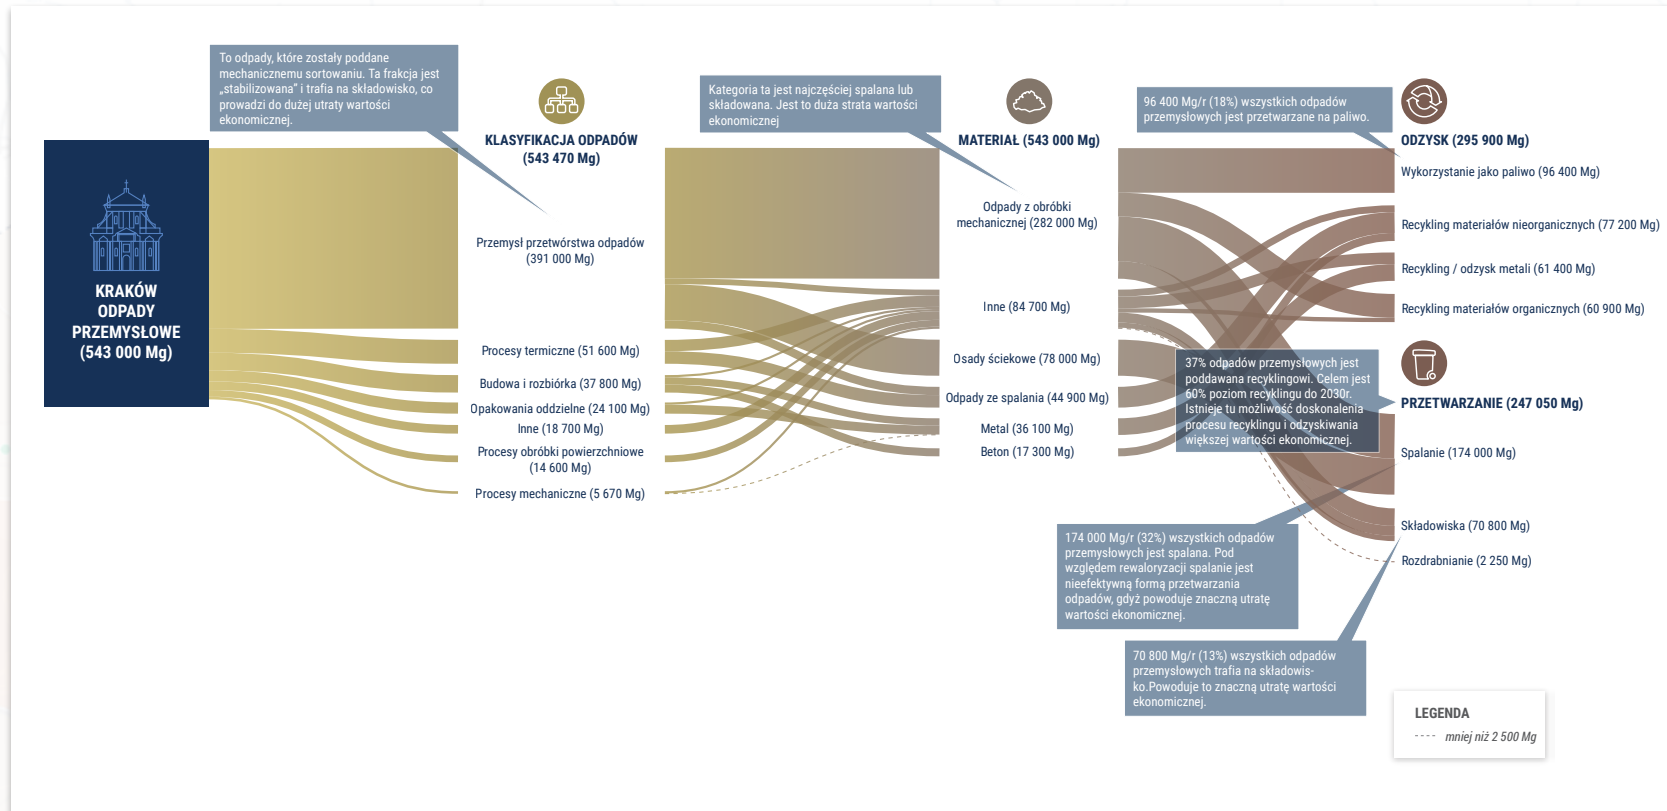 To odpady, które zostały poddane
mechanicznemu sortowaniu. Ta frakcja jest
„stabilizowana” i trafia na składowisko, co
prowadzi do dużej utraty wartości
ekonomicznej.
KRAKÓW
ODPADY
PRZEMYSŁOWE
(543 000 Mg)
KLASYFIKACJA ODPADÓW
(543 470 Mg)
Przemysł przetwórstwa odpadów
(391 000 Mg)
Procesy termiczne (51 600 Mg)
Budowa i rozbiórka (37 800 Mg)
Opakowania oddzielne (24 100 Mg)
Inne (18 700 Mg)
Procesy obróbki powierzchniowe
(14 600 Mg)
Procesy mechaniczne (5 670 Mg)
Kategoria ta jest najczęściej spalana lub
składowana. Jest to duża strata wartości
ekonomicznej
MATERIAŁ (543 000 Mg)
Odpady z obróbki
mechanicznej (282 000 Mg)
Inne (84 700 Mg)
Osady ściekowe (78 000 Mg)
Odpady ze spalania (44 900 Mg)
Metal (36 100 Mg)
Beton (17 300 Mg)
96 400 Mg/r (18%) wszystkich odpadów
przemysłowych jest przetwarzane na paliwo.
ODZYSK (295 900 Mg)
Wykorzystanie jako paliwo (96 400 Mg)
Recykling materiałów nieorganicznych (77 200 Mg)
Recykling / odzysk metali (61 400 Mg)
Recykling materiałów organicznych (60 900 Mg)
37% odpadów przemysłowych jest
poddawana recyklingowi. Celem jest
60% poziom recyklingu do 2030r.
Istnieje tu możliwość doskonalenia
procesu recyklingu i odzyskiwania
większej wartości ekonomicznej.
PRZETWARZANIE (247 050 Mg)
Spalanie (174 000 Mg)
Składowiska (70 800 Mg)
Rozdrabnianie (2 250 Mg)
174 000 Mg/r (32%) wszystkich odpadów
przemysłowych jest spalana. Pod
względem rewaloryzacji spalanie jest
nieefektywną formą przetwarzania
odpadów, gdyż powoduje znaczną utratę
wartości ekonomicznej.
70 800 Mg/r (13%) wszystkich odpadów
przemysłowych trafia na składowis-
ko.Powoduje to znaczną utratę wartości
ekonomicznej.
LEGENDA
mniej niż 2 500 Mg